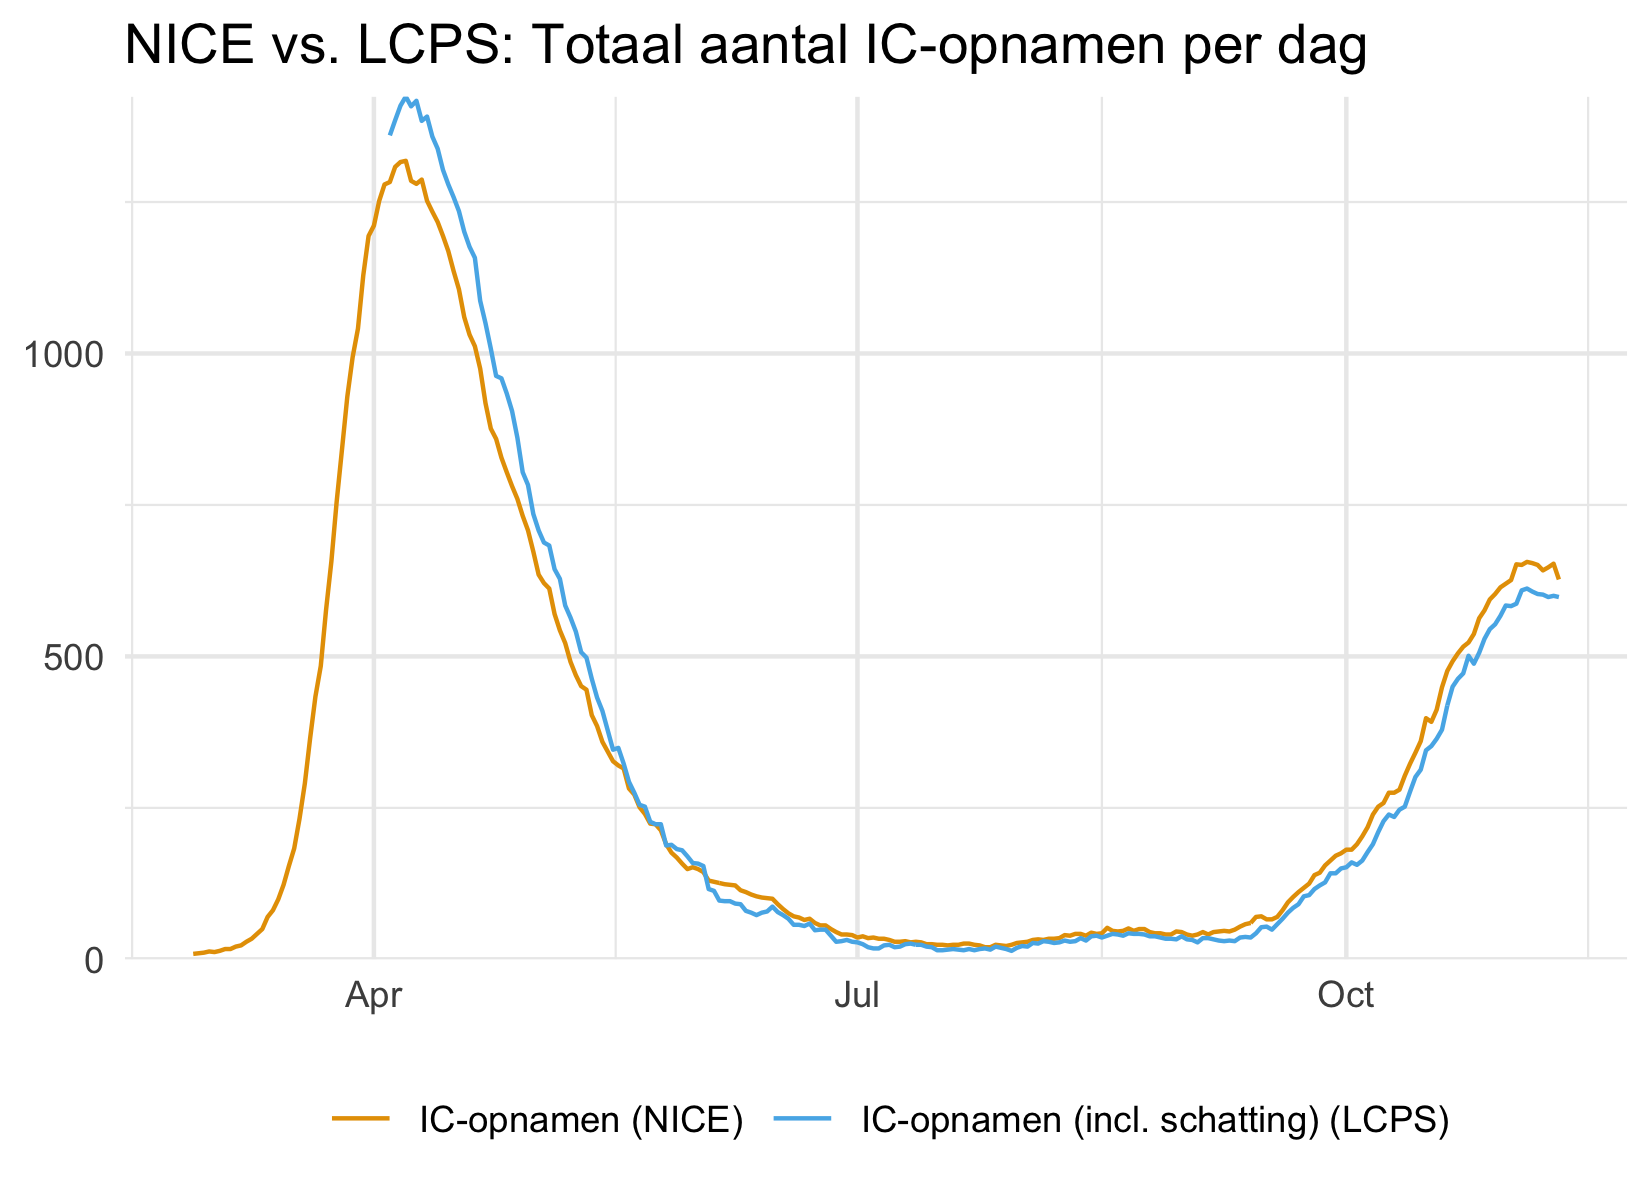 NICE vs. LCPS: Totaal aantal IC-opnamen per dag
1000
500
0
Apr Jul Oct
IC-opnamen (NICE) IC-opnamen (incl. schatting) (LCPS)